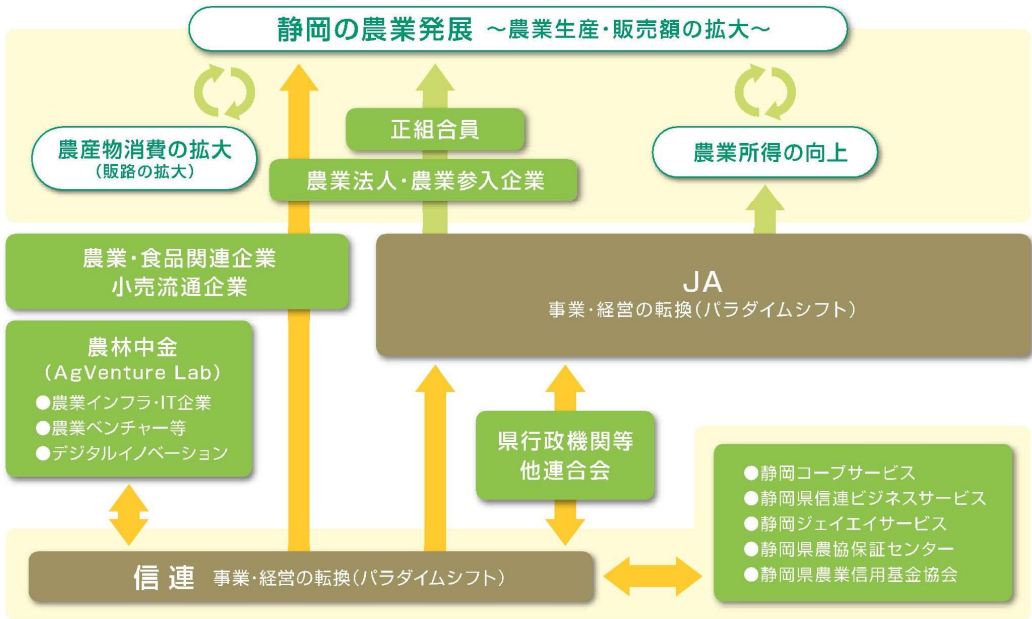 静岡の農業発展 ～農業生産・販売額の拡大～
農産物消費の拡大
（販路の拡大）
正組合員
農業法人・農業参入企業
農業所得の向上
農業・食品関連企業
小売流通企業
JA
事業・経営の転換（パラダイムシフト）
農林中金
（AgVenture Lab）
●農業インフラ・IT企業
●農業ベンチャー等
●デジタルイノベーション
県行政機関等
他連合会
●静岡コープサービス
●静岡県信連ビジネスサービス
●静岡ジェイエイサービス
●静岡県農協保証センター
●静岡県農業信用基金協会
信連 事業・経営の転換（パラダイムシフト）